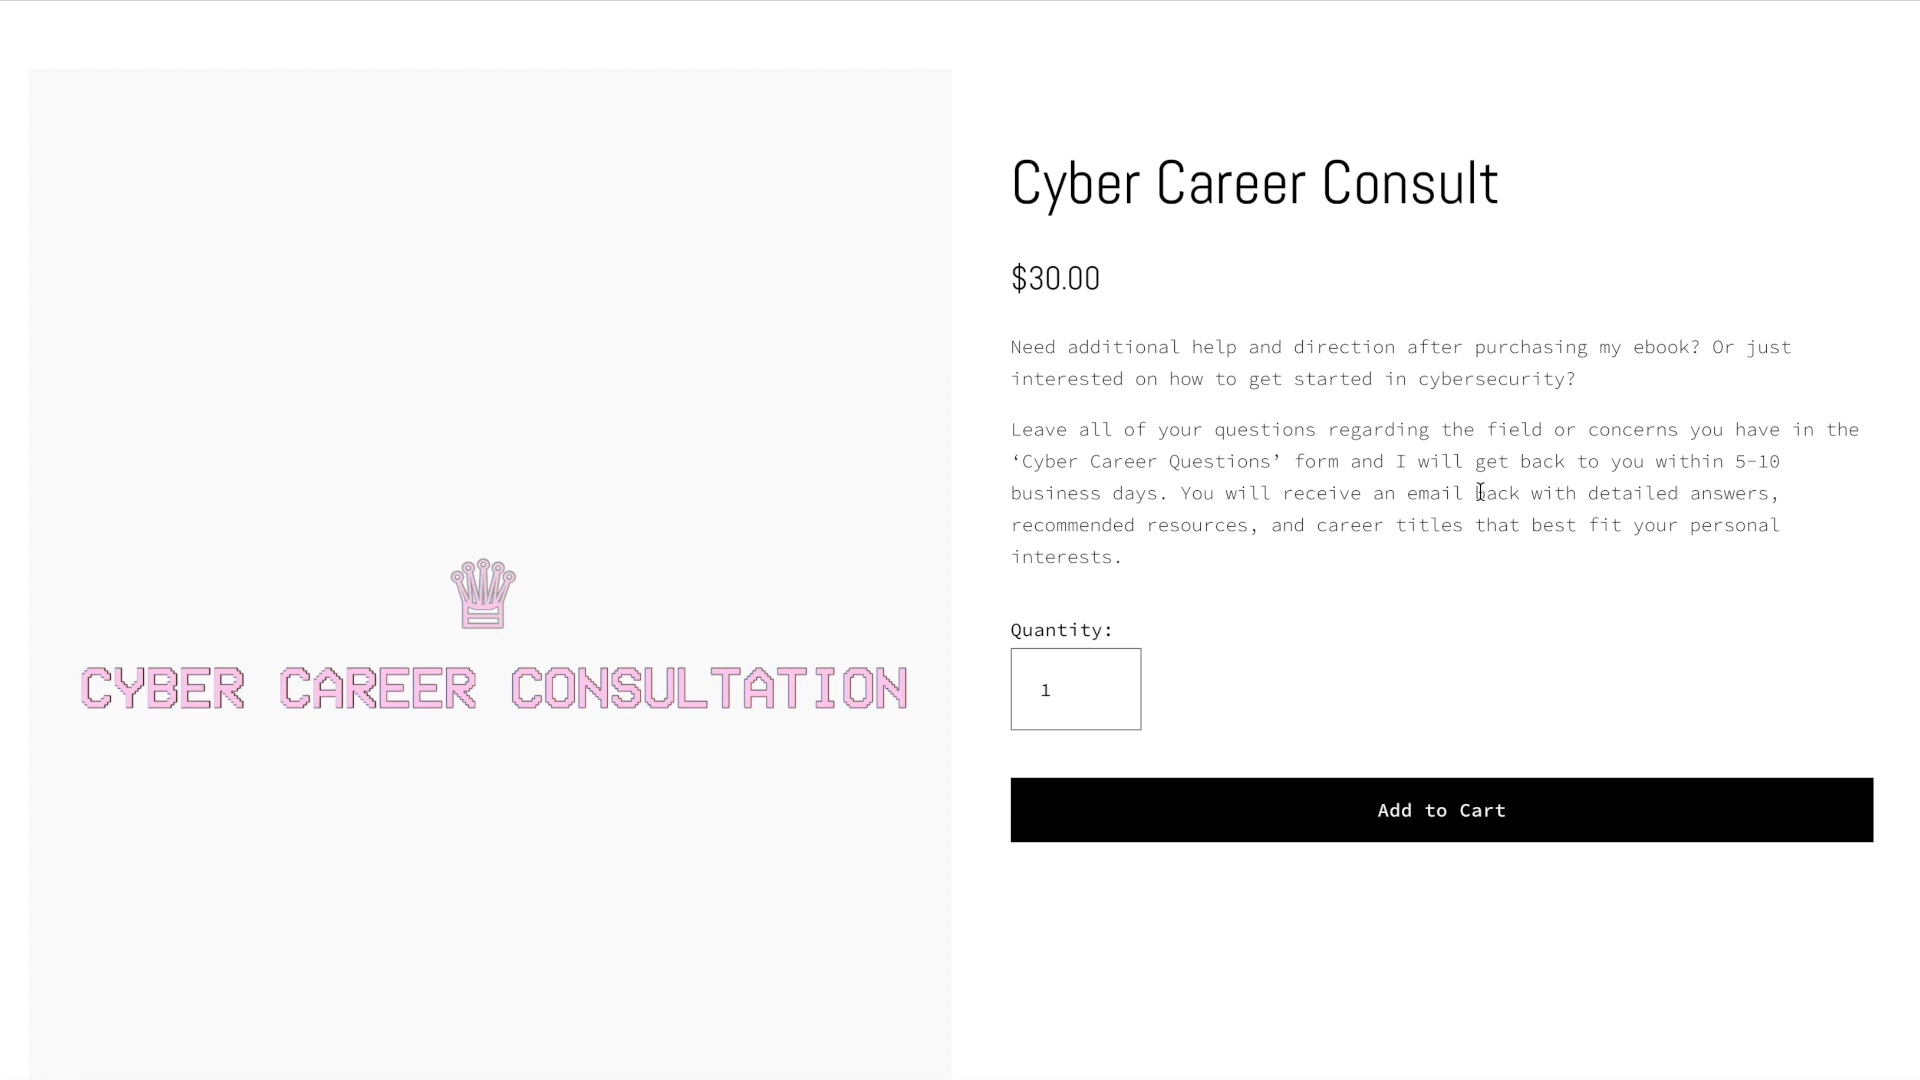 Cyber Career Consult
$30.00
Need additional help and direction after purchasing my ebook? Or just
interested on how to get started in cybersecurity?
Leave all of your questions regarding the field or concerns you have in the
‘Cyber Career Questions’ form and I will get back to you within 5-10
business days. You will receive an email back with detailed answers,
recommended resources, and career titles that best fit your personal
interests.
CYBER CAREER CONSULTATION
Quantity:
1
Add to Cart